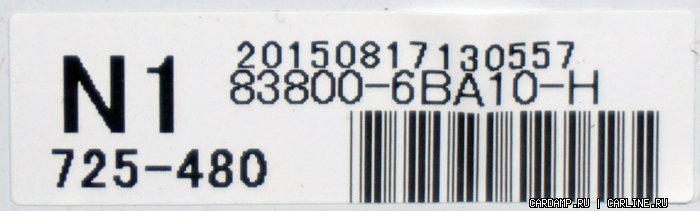 N1
20150817130557
83800-6BA10-H
725-480
CARDAMP.RU | CARLINE.RU